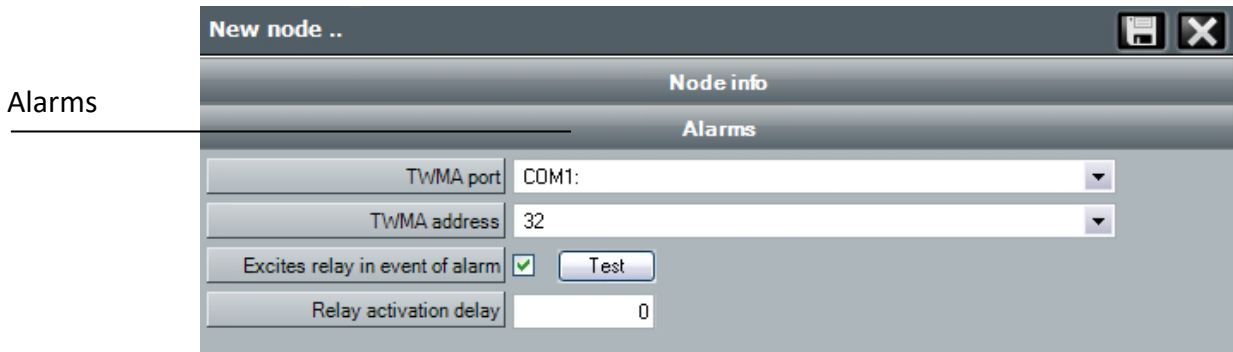 New node ..
Node info
Alarms
Alarms
TWMA port COM1:
TWMA address 32
Excites relay in event of alarm Test
Relay activation delay 0